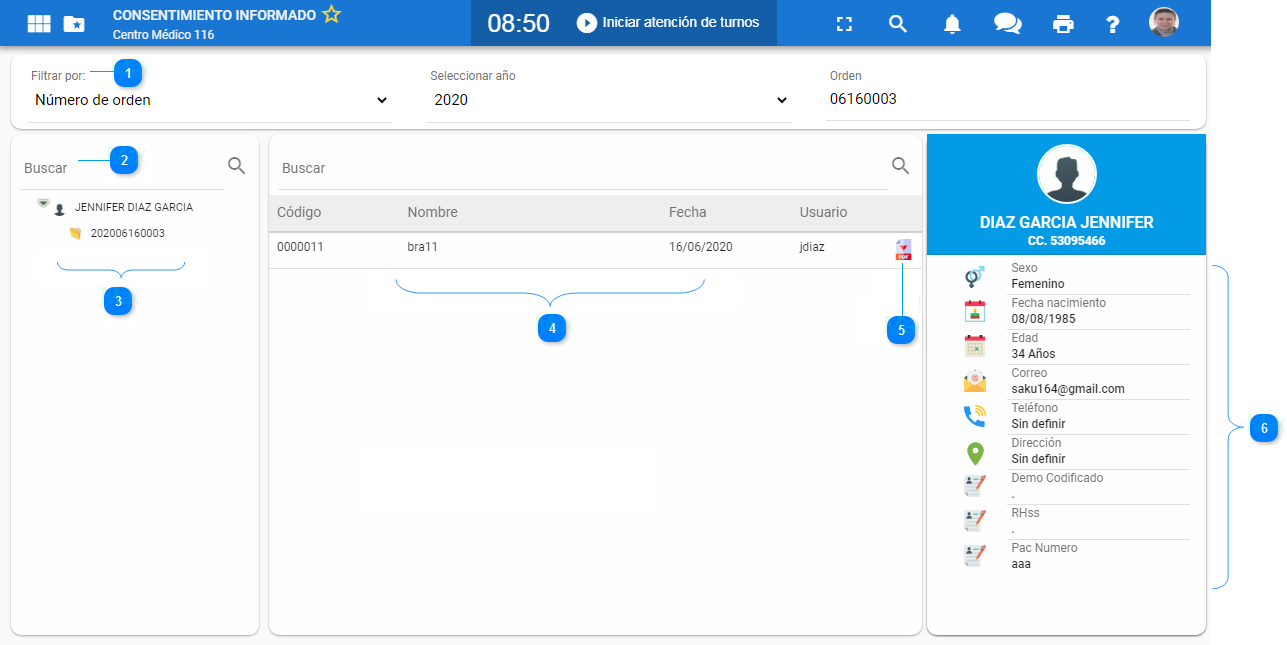 CONSENTIMIENTO INFORMADO
Centro Médico 116
08:50
Iniciar atención de turnos
?
Filtrar por:
1
Número de orden
Seleccionar año
2020
Orden
06160003
Buscar
2
JENNIFER DIAZ GARCIA
202006160003
3
Buscar
Código Nombre Fecha Usuario
0000011 bra11 16/06/2020 jdiaz
PDF
4
5
DIAZ GARCIA JENNIFER
CC. 53095466
Sexo
Femenino
Fecha nacimiento
08/08/1985
Edad
34 Años
Correo
saku164@gmail.com
Teléfono
Sin definir
Dirección
Sin definir
Demo Codificado
.
RHss
.
Pac Numero
aaa
6